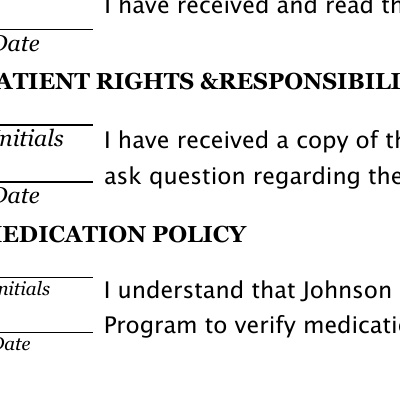 I have received and read th
Date
ATIENT RIGHTS &RESPONSIBILI
nitials
I have received a copy of th
ask question regarding the
Date
EDICATION POLICY
nitials
I understand that Johnson
Program to verify medicati
Date